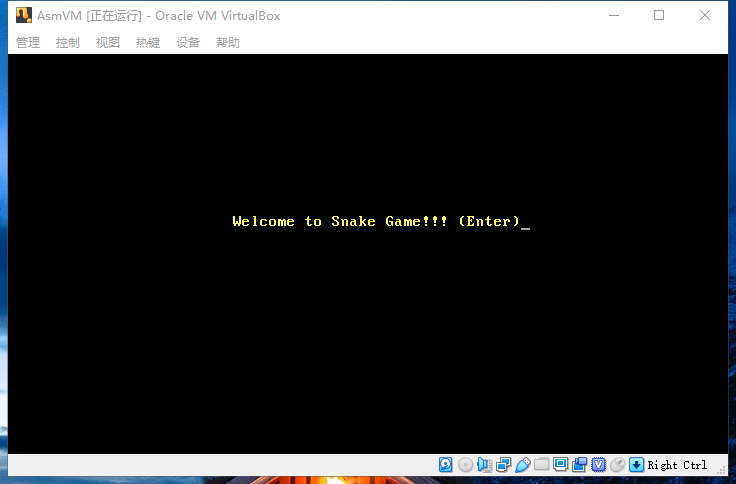 AsmVM [正在运行] - Oracle VM VirtualBox
管理 控制 视图 热键 设备 帮助
Welcome to Snake Game!!! (Enter)_
Right Ctrl